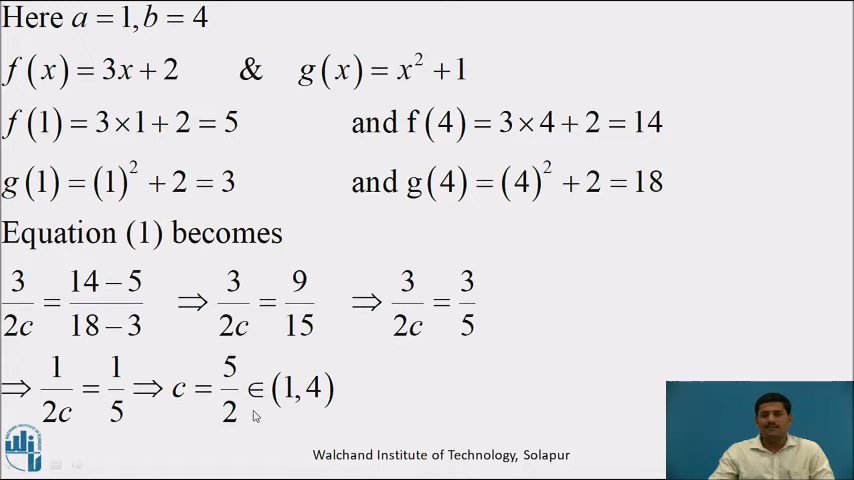 Here a = 1, b = 4
f(x) = 3x + 2 & g(x) = x² + 1
f(1) = 3×1 + 2 = 5 and f(4) = 3×4 + 2 = 14
g(1) = (1)² + 2 = 3 and g(4) = (4)² + 2 = 18
Equation (1) becomes
3/2c = (14 − 5)/(18 − 3) ⇒ 3/2c = 9/15 ⇒ 3/2c = 3/5
⇒ 1/2c = 1/5 ⇒ c = 5/2 ∈ (1, 4)
Walchand Institute of Technology, Solapur